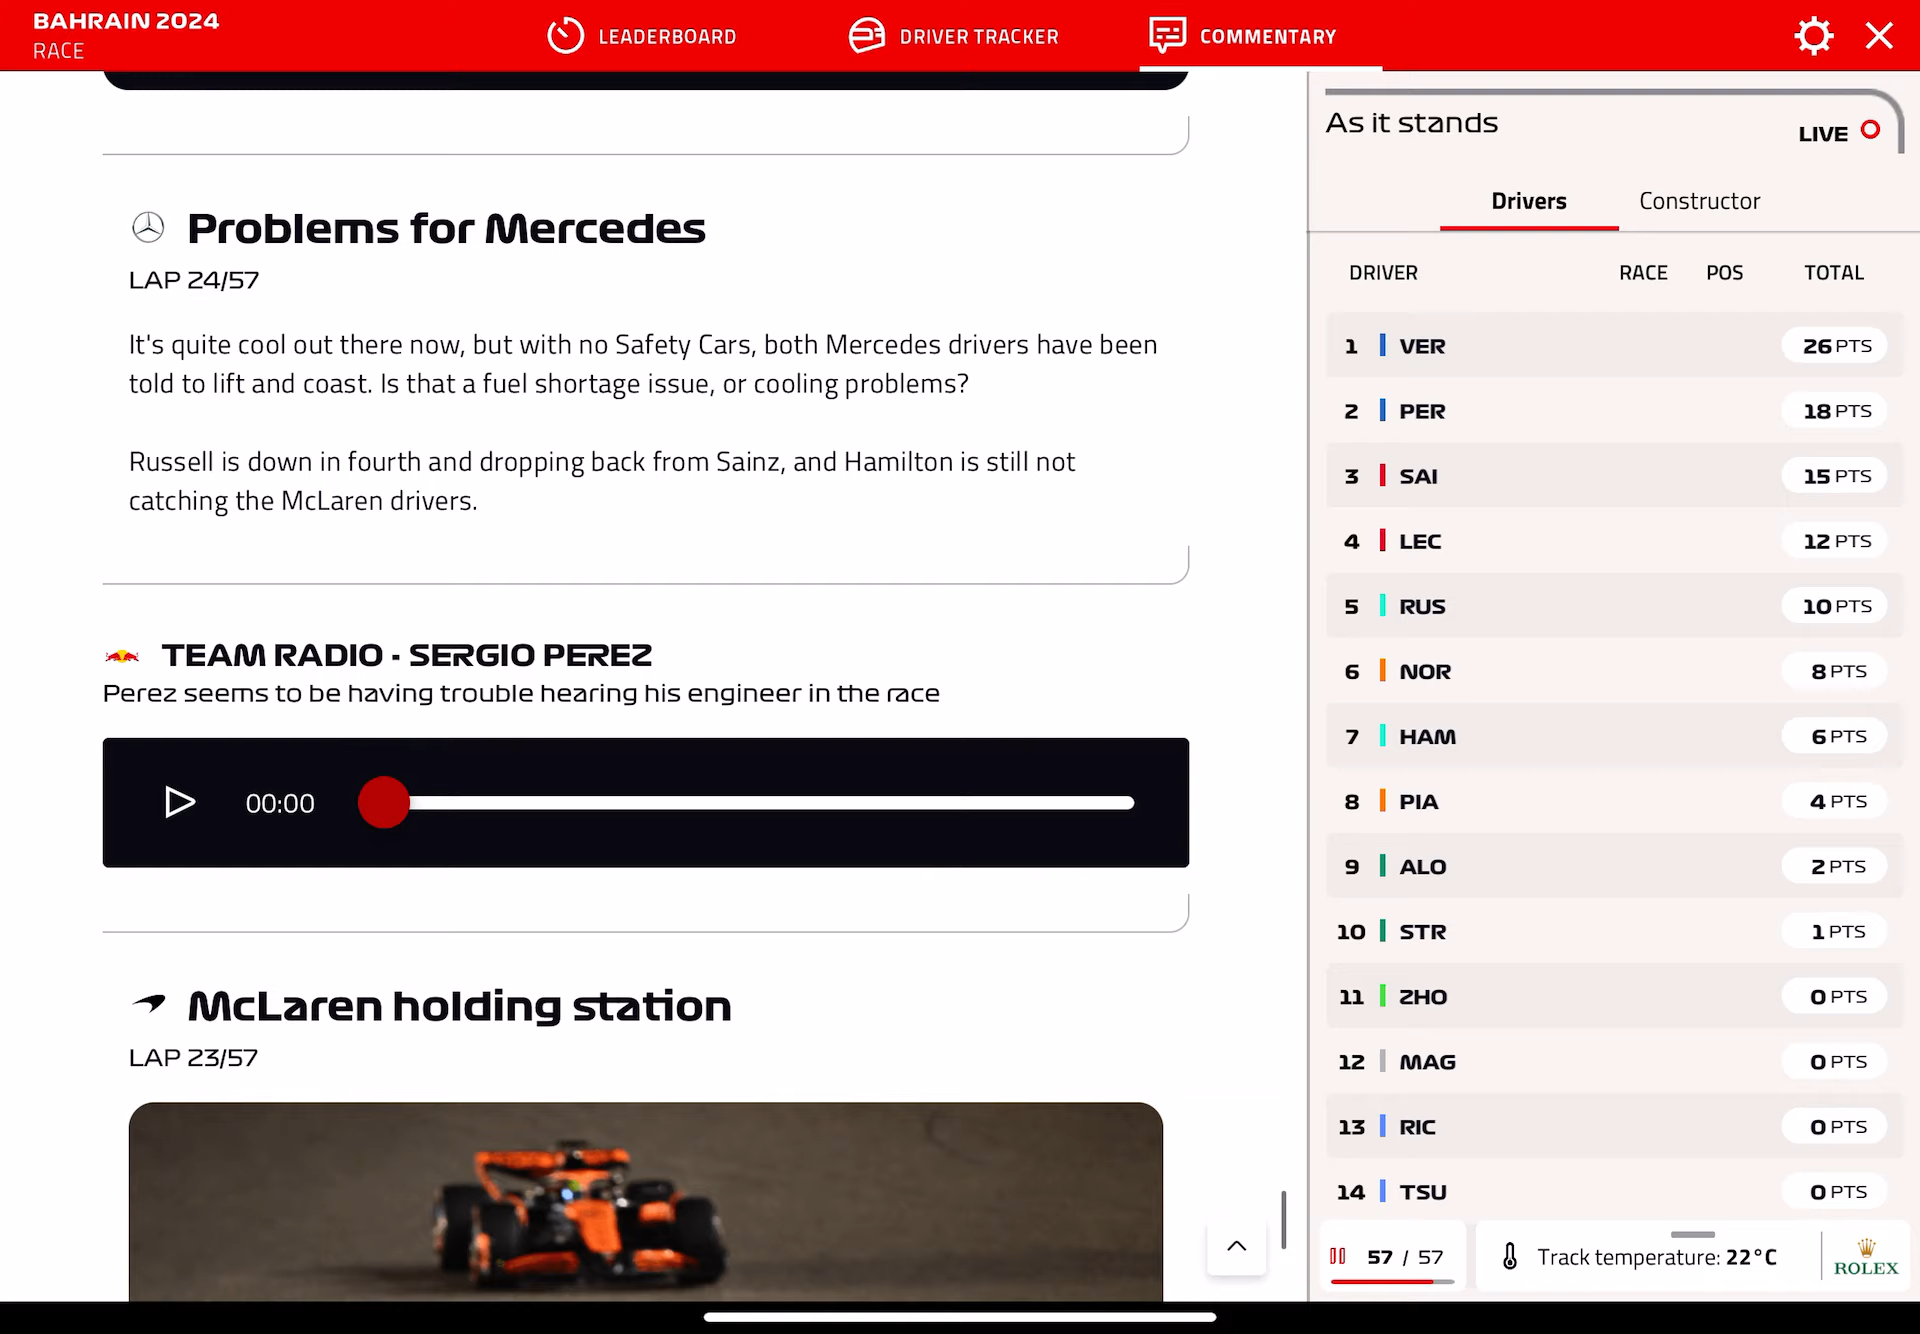 BAHRAIN 2024
RACE
LEADERBOARD
DRIVER TRACKER
COMMENTARY
Problems for Mercedes
LAP 24/57
It's quite cool out there now, but with no Safety Cars, both Mercedes drivers have been
told to lift and coast. Is that a fuel shortage issue, or cooling problems?
Russell is down in fourth and dropping back from Sainz, and Hamilton is still not
catching the McLaren drivers.
TEAM RADIO - SERGIO PEREZ
Perez seems to be having trouble hearing his engineer in the race
00:00
McLaren holding station
LAP 23/57
As it stands
LIVE
Drivers
Constructor
DRIVER RACE POS TOTAL
1 VER 26 PTS
2 PER 18 PTS
3 SAI 15 PTS
4 LEC 12 PTS
5 RUS 10 PTS
6 NOR 8 PTS
7 HAM 6 PTS
8 PIA 4 PTS
9 ALO 2 PTS
10 STR 1 PTS
11 ZHO 0 PTS
12 MAG 0 PTS
13 RIC 0 PTS
14 TSU 0 PTS
57 / 57
Track temperature: 22°C
ROLEX